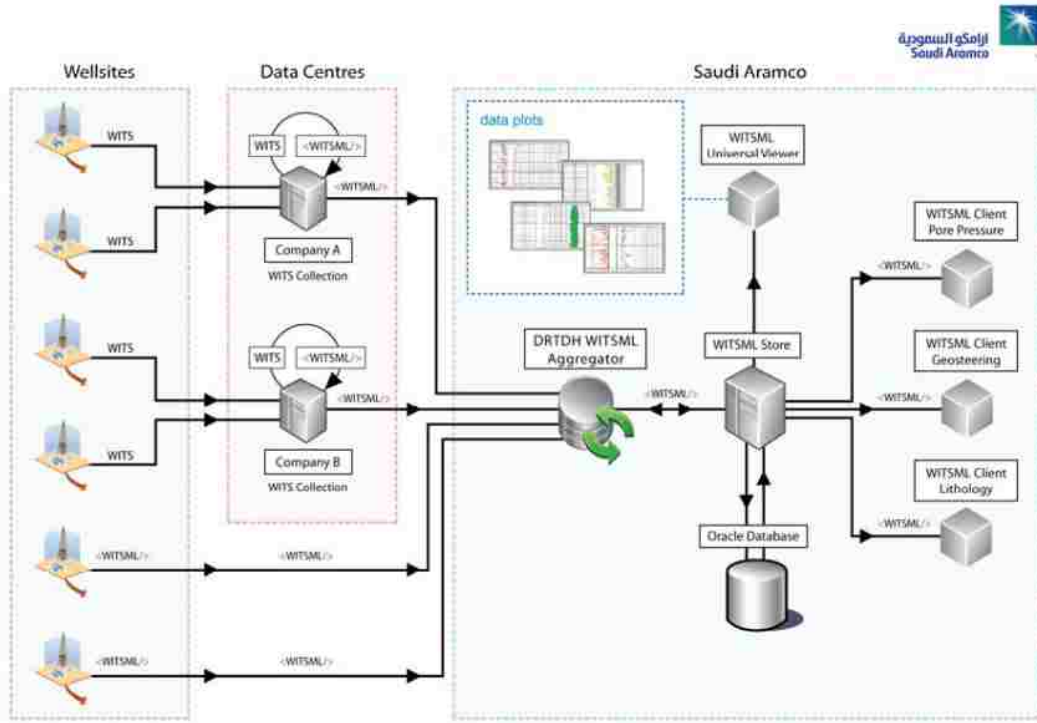 ارامكو السعودية
Saudi Aramco
Wellsites
Data Centres
Saudi Aramco
WITS
WITS
WITS
WITS
<WITSML/>
<WITSML/>
WITS
<WITSML/>
<WITSML/>
Company A
WITS Collection
WITS
<WITSML/>
<WITSML/>
Company B
WITS Collection
<WITSML/>
<WITSML/>
data plots
WITSML
Universal Viewer
DRTDH WITSML
Aggregator
<WITSML/>
WITSML Store
Oracle Database
<WITSML/>
WITSML Client
Pore Pressure
<WITSML/>
WITSML Client
Geosteering
<WITSML/>
WITSML Client
Lithology